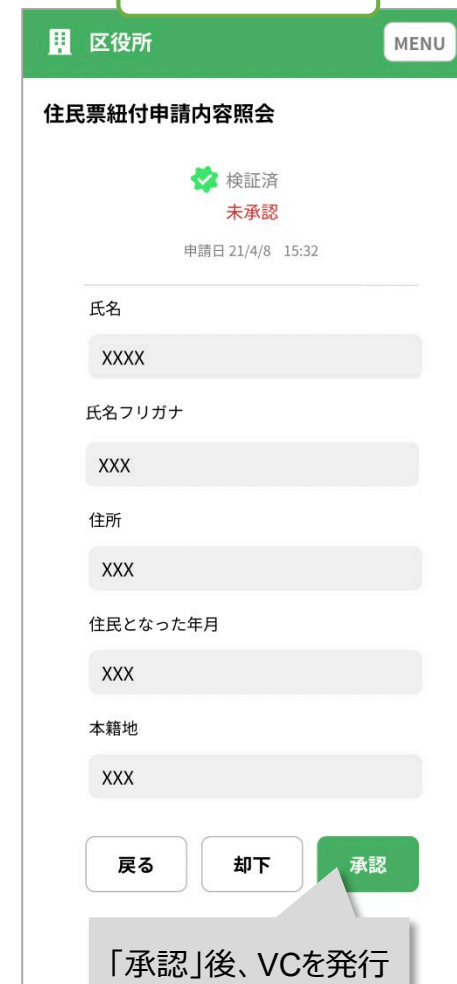 区役所
MENU
住民票紐付申請内容照会
検証済
未承認
申請日 21/4/8 15:32
氏名
XXXX
氏名フリガナ
XXX
住所
XXX
住民となった年月
XXX
本籍地
XXX
戻る
却下
承認
「承認」後、VCを発行